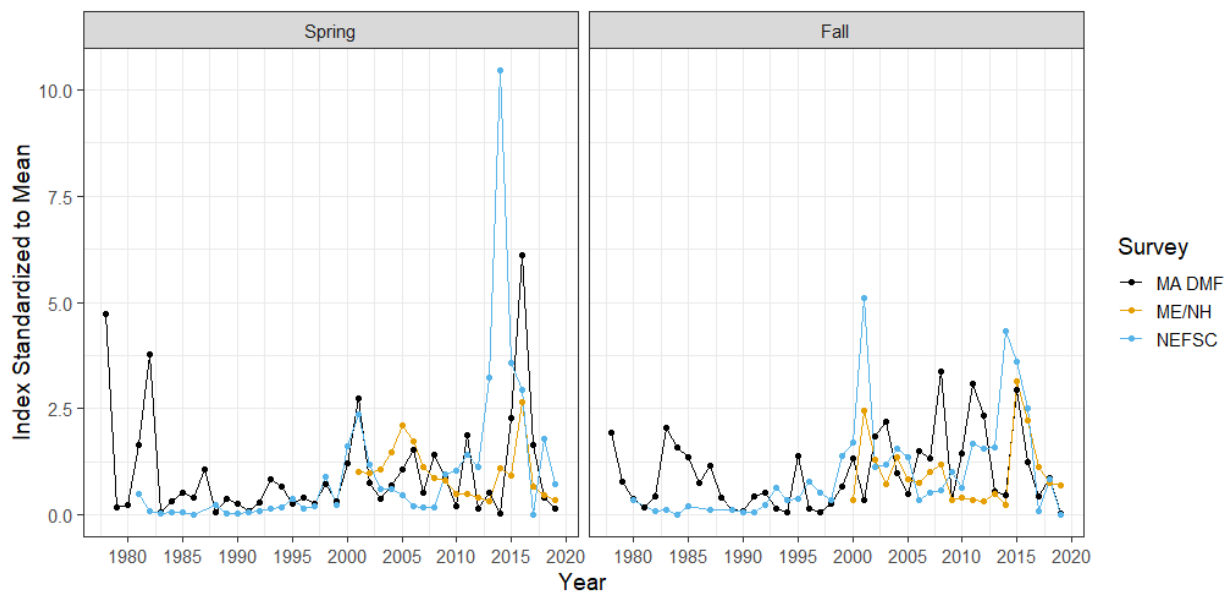 Spring
Fall
10.0
7.5
5.0
2.5
0.0
Index Standardized to Mean
1980 1985 1990 1995 2000 2005 2010 2015 2020
1980 1985 1990 1995 2000 2005 2010 2015 2020
Year
Survey
MA DMF
ME/NH
NEFSC